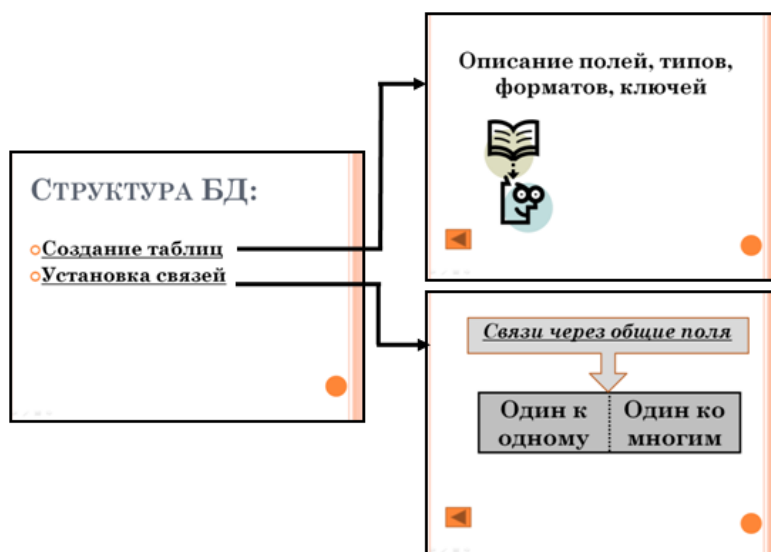 СТРУКТУРА БД:
Создание таблиц
Установка связей
Описание полей, типов,
форматов, ключей
Связи через общие поля
Один к
одному
Один ко
многим